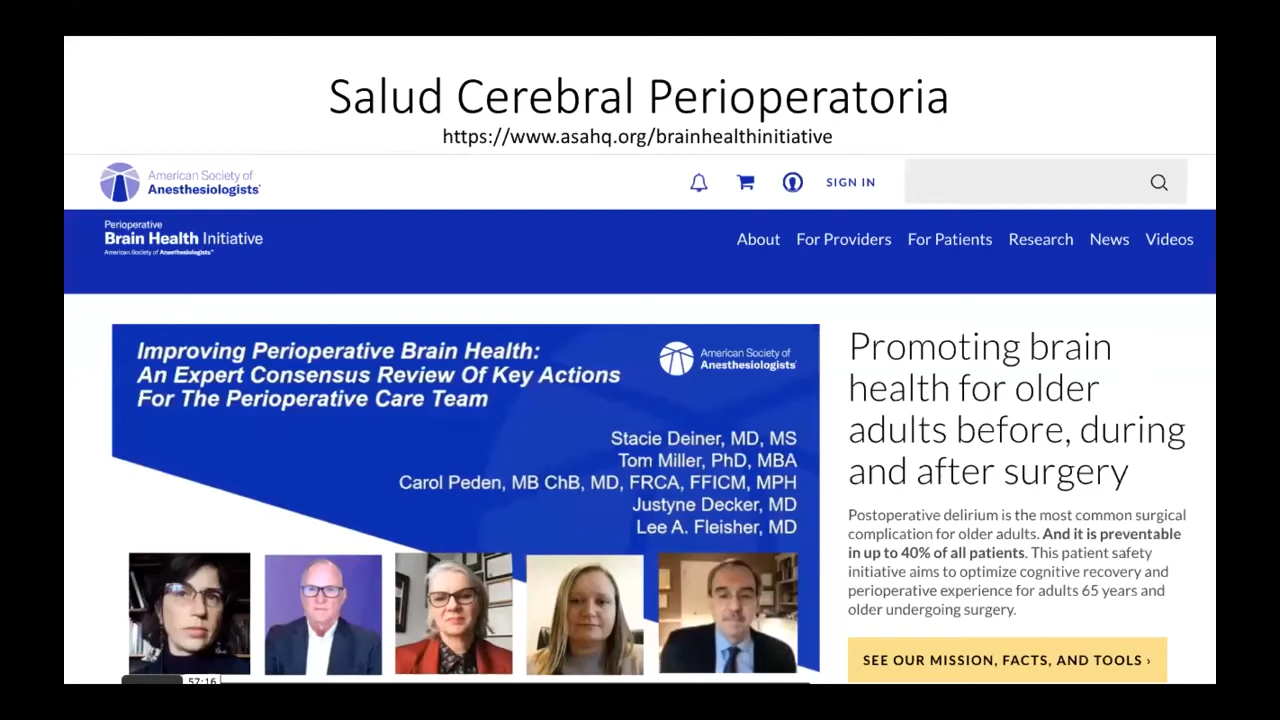 Salud Cerebral Perioperatoria
https://www.asahq.org/brainhealthinitiative
American Society of
Anesthesiologists®
SIGN IN
Perioperative
Brain Health Initiative
American Society of Anesthesiologists®
About For Providers For Patients Research News Videos
Improving Perioperative Brain Health:
An Expert Consensus Review Of Key Actions
For The Perioperative Care Team
American Society of
Anesthesiologists®
Stacie Deiner, MD, MS
Tom Miller, PhD, MBA
Carol Peden, MB ChB, MD, FRCA, FFICM, MPH
Justyne Decker, MD
Lee A. Fleisher, MD
57:16
Promoting brain
health for older
adults before, during
and after surgery
Postoperative delirium is the most common surgical
complication for older adults. And it is preventable
in up to 40% of all patients. This patient safety
initiative aims to optimize cognitive recovery and
perioperative experience for adults 65 years and
older undergoing surgery.
SEE OUR MISSION, FACTS, AND TOOLS ›